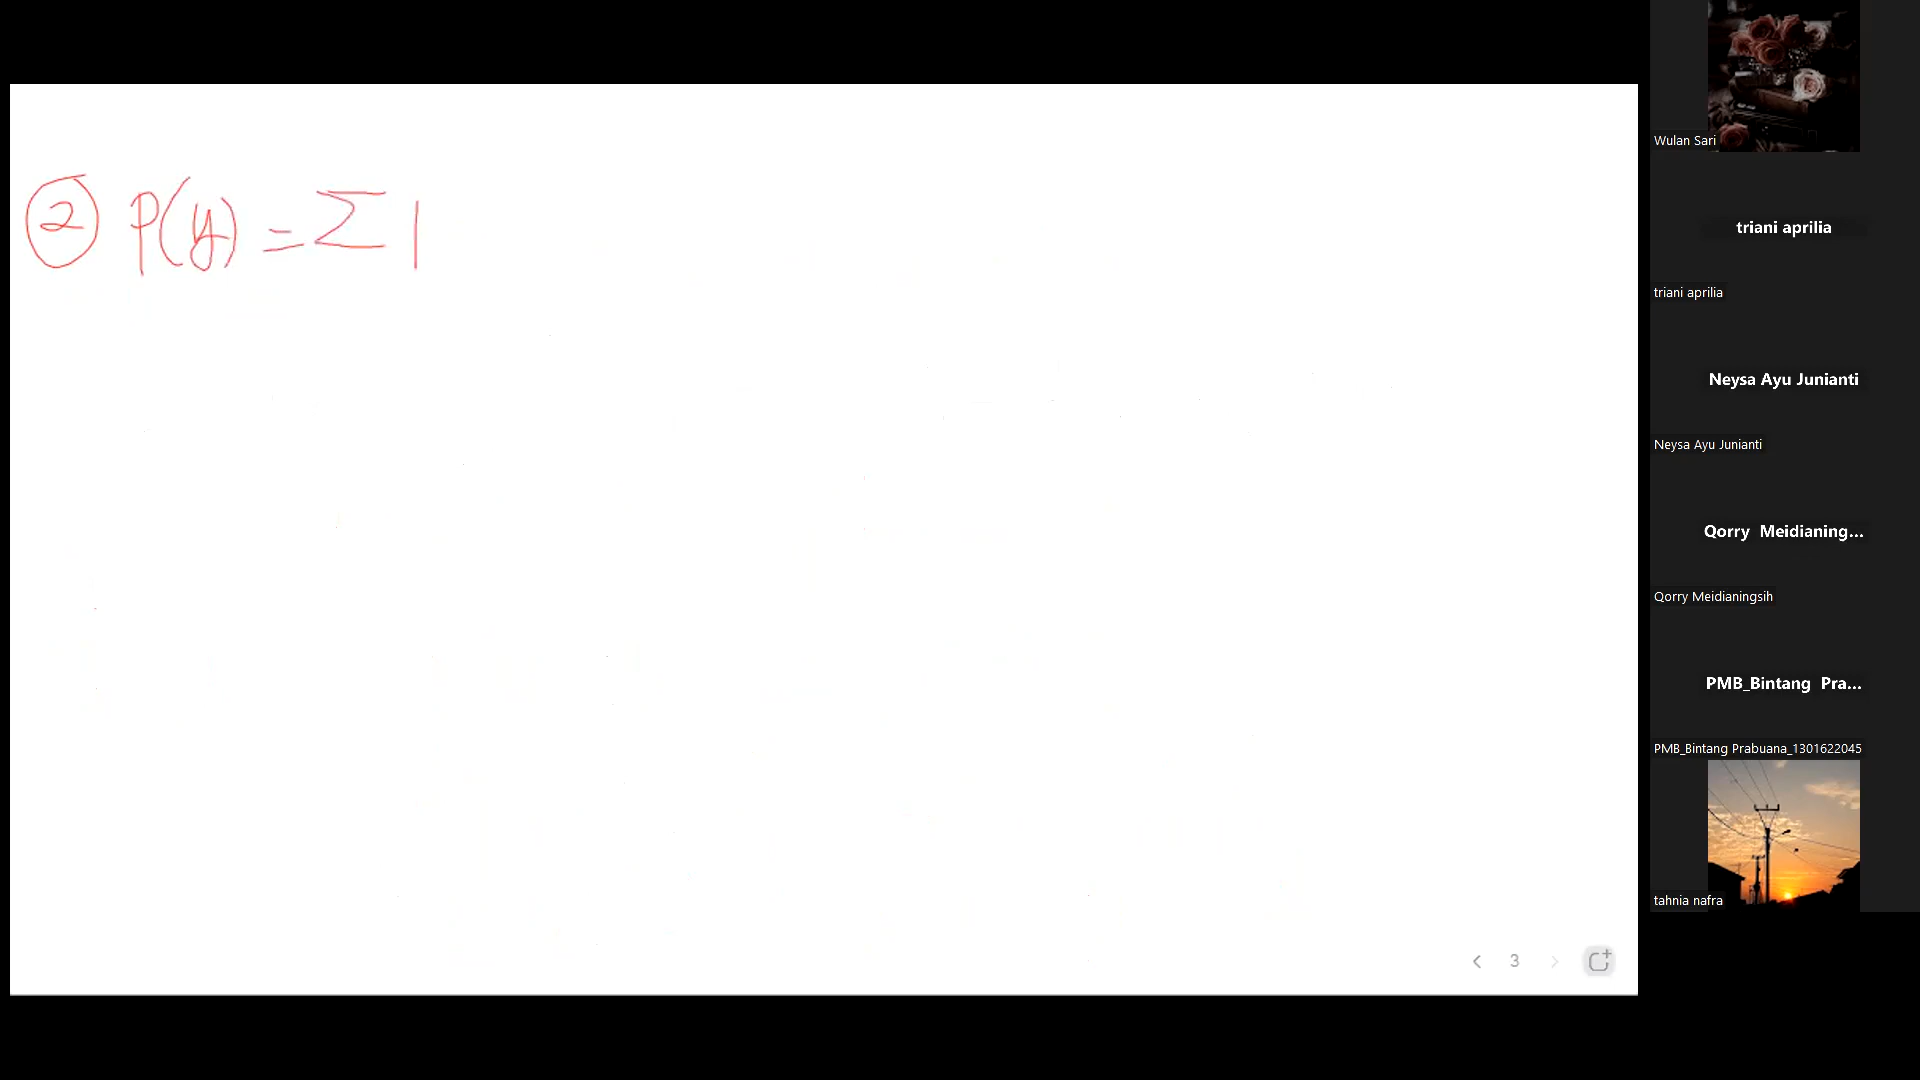 ② P(y) = Σ |
Wulan Sari
triani aprilia
triani aprilia
Neysa Ayu Junianti
Neysa Ayu Junianti
Qorry Meidianing...
Qorry Meidianingsih
PMB_Bintang Pra...
PMB_Bintang Prabuana_1301622045
tahnia nafra
3